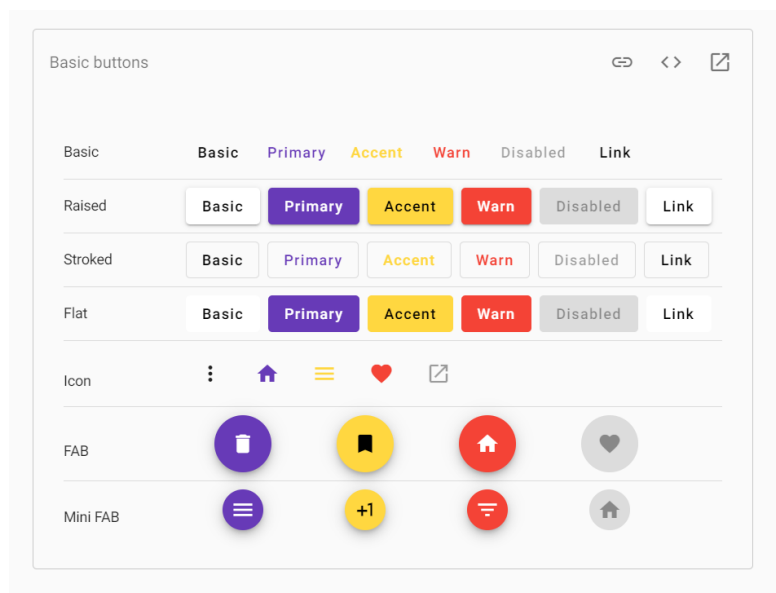 Basic buttons
Basic Basic Primary Accent Warn Disabled Link
Raised Basic Primary Accent Warn Disabled Link
Stroked Basic Primary Accent Warn Disabled Link
Flat Basic Primary Accent Warn Disabled Link
Icon
FAB
Mini FAB +1